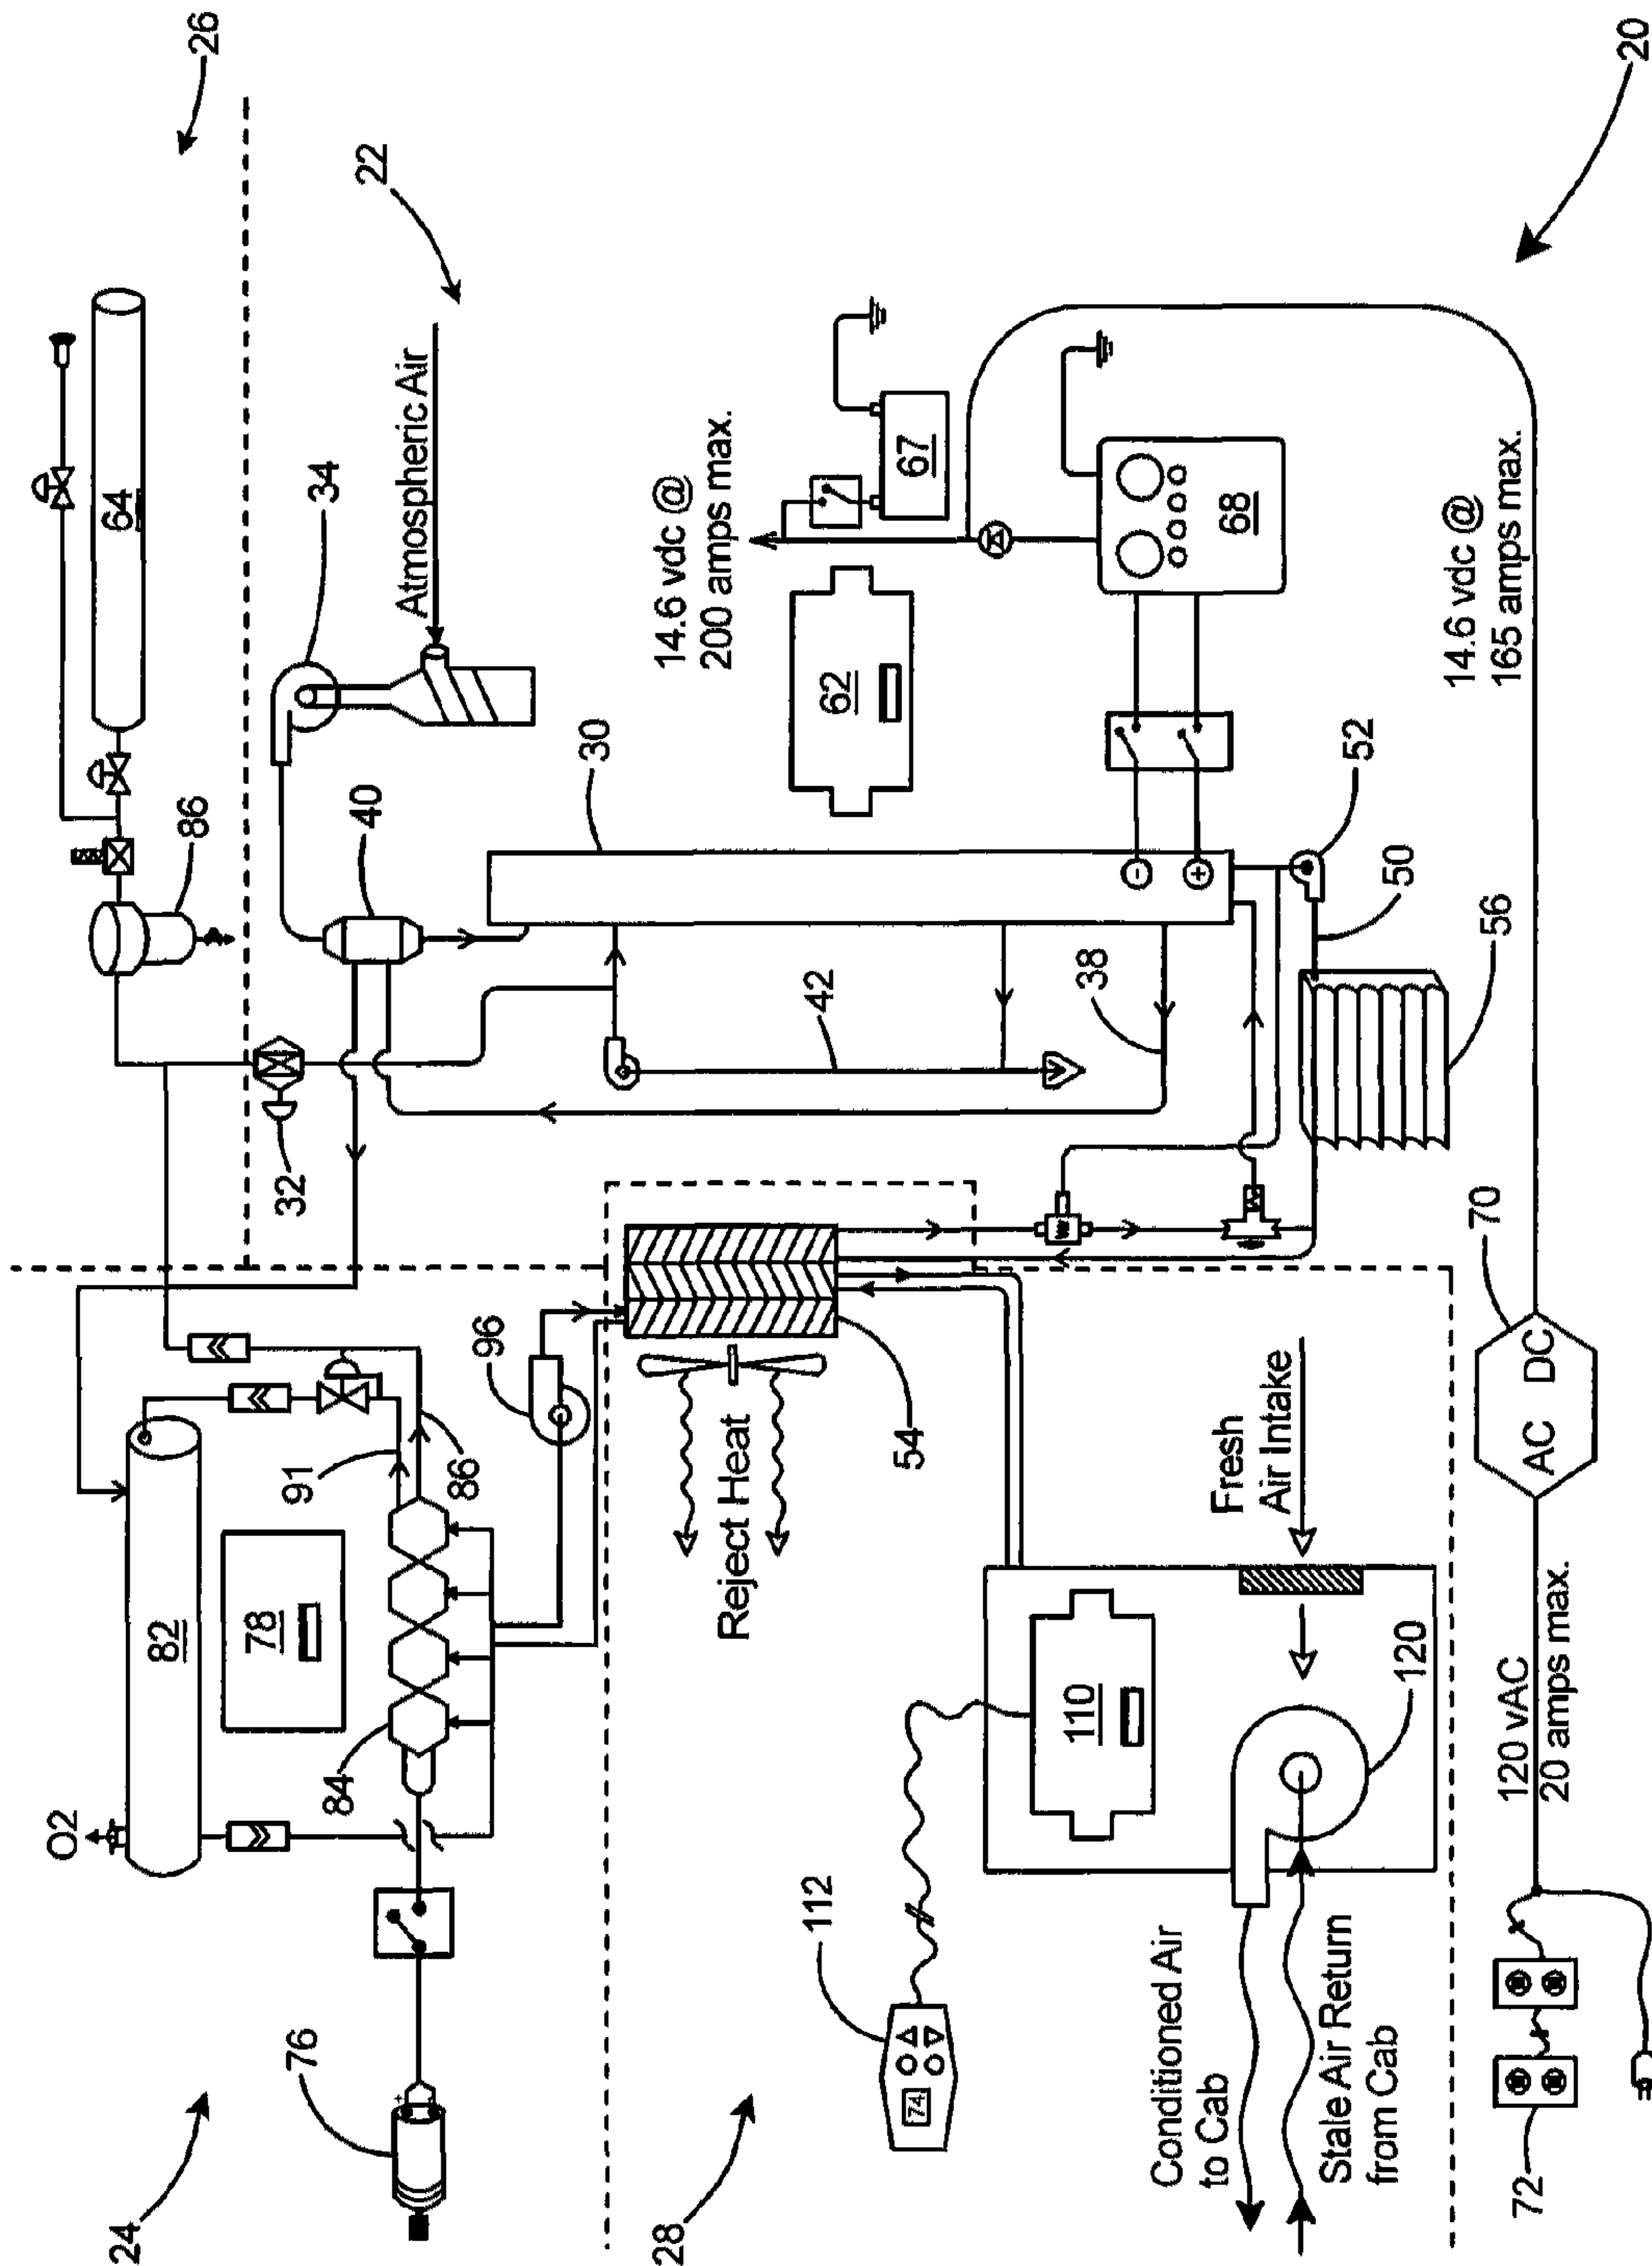 24
76
O2
82
78
84
91
86
96
26
64
86
32
40
34
22
Atmospheric Air
30
42
38
62
14.6 vdc @
200 amps max.
67
68
-
+
52
50
56
28
112
74
110
Reject Heat
54
Fresh
Air Intake
120
Conditioned Air
to Cab
Stale Air Return
from Cab
72
120 vAC
20 amps max.
AC DC
70
14.6 vdc @
165 amps max.
20